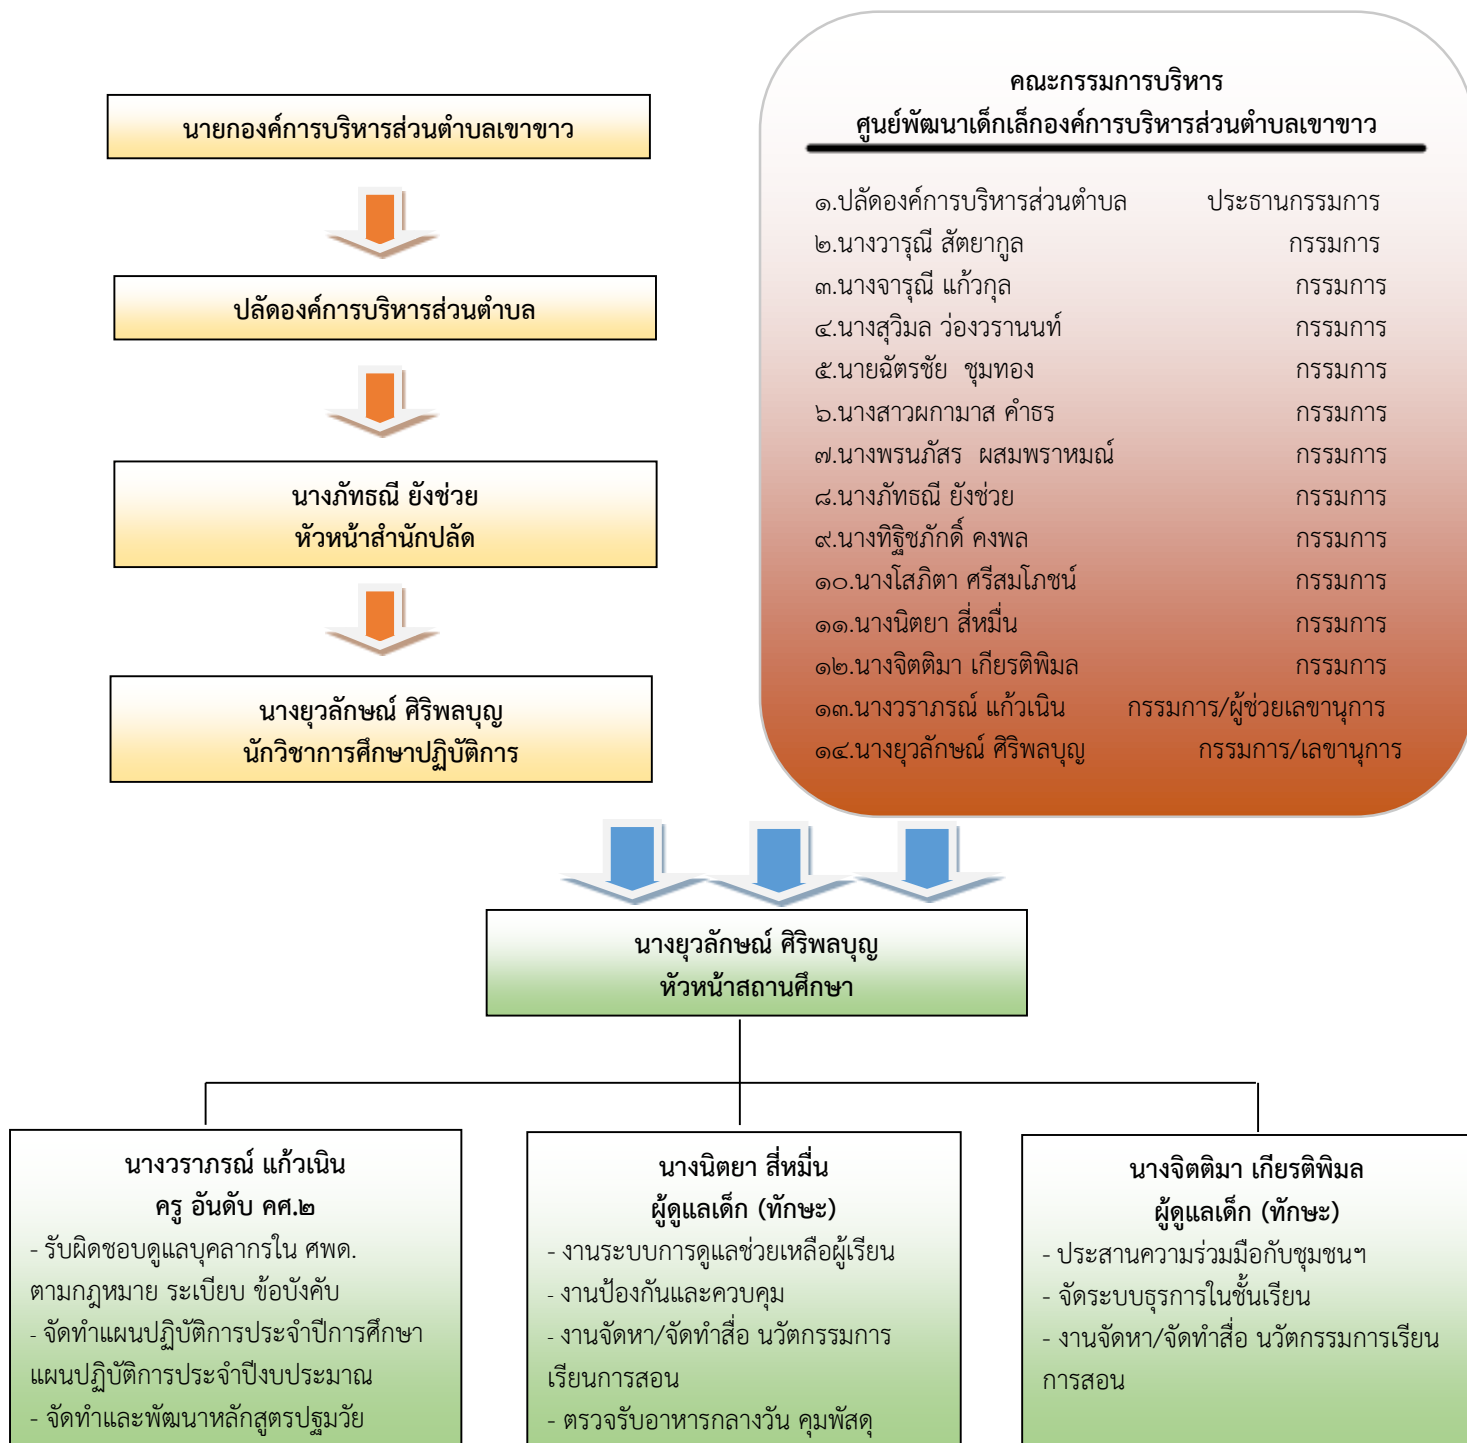 นายกองค์การบริหารส่วนตำบลเขาขาว
ปลัดองค์การบริหารส่วนตำบล
นางภัทธณี ยังช่วย
หัวหน้าสำนักปลัด
นางยุวลักษณ์ ศิริพลบุญ
นักวิชาการศึกษาปฏิบัติการ
คณะกรรมการบริหาร
ศูนย์พัฒนาเด็กเล็กองค์การบริหารส่วนตำบลเขาขาว
๑.ปลัดองค์การบริหารส่วนตำบล ประธานกรรมการ
๒.นางวารุณี สัตยากูล กรรมการ
๓.นางจารุณี แก้วกุล กรรมการ
๔.นางสุวิมล ว่องวรานนท์ กรรมการ
๕.นายฉัตรชัย ชุมทอง กรรมการ
๖.นางสาวผกามาส คำธร กรรมการ
๗.นางพรนภัสร ผสมพราหมณ์ กรรมการ
๘.นางภัทธณี ยังช่วย กรรมการ
๙.นางทิฐิชภักดิ์ คงพล กรรมการ
๑๐.นางโสภิตา ศรีสมโภชน์ กรรมการ
๑๑.นางนิตยา สี่หมื่น กรรมการ
๑๒.นางจิตติมา เกียรติพิมล กรรมการ
๑๓.นางวราภรณ์ แก้วเนิน กรรมการ/ผู้ช่วยเลขานุการ
๑๔.นางยุวลักษณ์ ศิริพลบุญ กรรมการ/เลขานุการ
นางยุวลักษณ์ ศิริพลบุญ
หัวหน้าสถานศึกษา
นางวราภรณ์ แก้วเนิน
ครู อันดับ คศ.๒
- รับผิดชอบดูแลบุคลากรใน ศพด.
ตามกฎหมาย ระเบียบ ข้อบังคับ
- จัดทำแผนปฏิบัติการประจำปีการศึกษา
แผนปฏิบัติการประจำปีงบประมาณ
- จัดทำและพัฒนาหลักสูตรปฐมวัย
นางนิตยา สี่หมื่น
ผู้ดูแลเด็ก (ทักษะ)
- งานระบบการดูแลช่วยเหลือผู้เรียน
- งานป้องกันและควบคุม
- งานจัดหา/จัดทำสื่อ นวัตกรรมการ
เรียนการสอน
- ตรวจรับอาหารกลางวัน คุมพัสดุ
นางจิตติมา เกียรติพิมล
ผู้ดูแลเด็ก (ทักษะ)
- ประสานความร่วมมือกับชุมชนฯ
- จัดระบบธุรการในชั้นเรียน
- งานจัดหา/จัดทำสื่อ นวัตกรรมการเรียน
การสอน